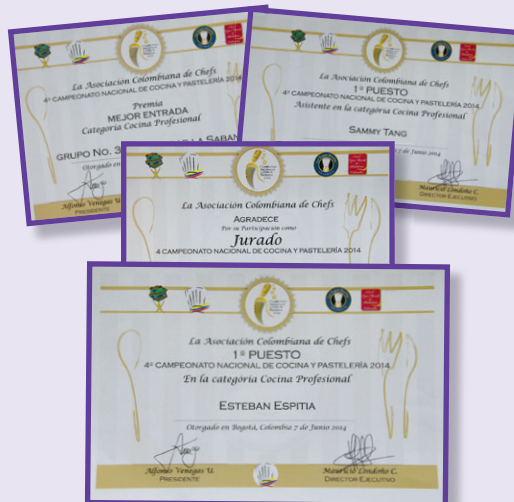 La Asociación Colombiana de Chefs
4º CAMPEONATO NACIONAL DE COCINA Y PASTELERÍA 2014
Premia
MEJOR ENTRADA
Categoría Cocina Profesional
GRUPO NO. 3
LA SABAN
Otorgado en
Alfonso Venegas U.
PRESIDENTE
La Asociación Colombiana de Chefs
1º PUESTO
4º CAMPEONATO NACIONAL DE COCINA Y PASTELERÍA 2014
Asistente en la categoría Cocina Profesional
SAMMY TANG
7 de Junio 2014
Mauricio Londoño C.
DIRECTOR EJECUTIVO
La Asociación Colombiana de Chefs
AGRADECE
Por su Participación como
Jurado
4 CAMPEONATO NACIONAL DE COCINA Y PASTELERÍA 2014
La Asociación Colombiana de Chefs
1º PUESTO
4º CAMPEONATO NACIONAL DE COCINA Y PASTELERÍA 2014
En la categoría Cocina Profesional
ESTEBAN ESPITIA
Otorgado en Bogotá, Colombia 7 de Junio 2014
Alfonso Venegas U.
PRESIDENTE
Mauricio Londoño C.
DIRECTOR EJECUTIVO